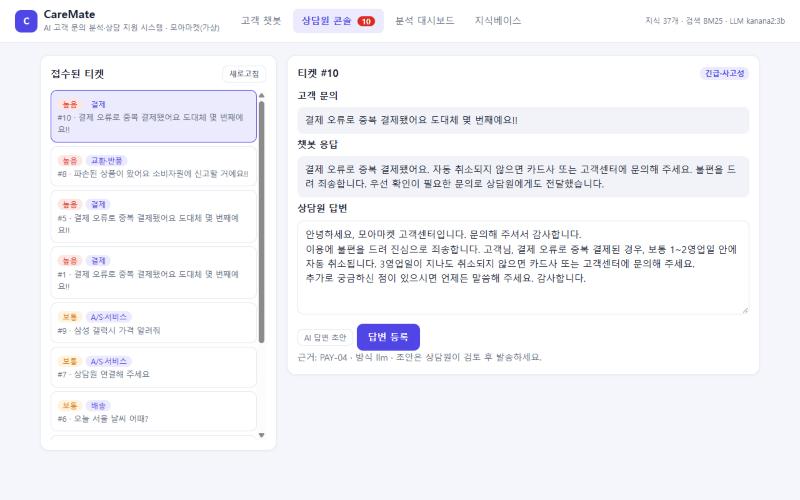 C
CareMate
AI 고객 문의 분석·상담 지원 시스템 · 모아마켓(가상)
고객 챗봇
상담원 콘솔 10
분석 대시보드
지식베이스
지식 37개 · 검색 BM25 · LLM kanana2:3b
접수된 티켓
새로고침
높음 결제
#10 · 결제 오류로 중복 결제됐어요 도대체 몇 번째예
요!!
높음 교환·반품
#8 · 파손된 상품이 왔어요 소비자원에 신고할 거예요!!
높음 결제
#5 · 결제 오류로 중복 결제됐어요 도대체 몇 번째예
요!!
높음 결제
#1 · 결제 오류로 중복 결제됐어요 도대체 몇 번째예
요!!
보통 A/S·서비스
#9 · 삼성 갤럭시 가격 알려줘
보통 A/S·서비스
#7 · 상담원 연결해 주세요
보통 배송
#6 · 오늘 서울 날씨 어때?
티켓 #10
긴급·사고성
고객 문의
결제 오류로 중복 결제됐어요 도대체 몇 번째예요!!
챗봇 응답
결제 오류로 중복 결제됐어요. 자동 취소되지 않으면 카드사 또는 고객센터에 문의해 주세요. 불편을 드
려 죄송합니다. 우선 확인이 필요한 문의로 상담원에게도 전달했습니다.
상담원 답변
안녕하세요, 모아마켓 고객센터입니다. 문의해 주셔서 감사합니다.
이용에 불편을 드려 진심으로 죄송합니다. 고객님, 결제 오류로 중복 결제된 경우, 보통 1~2영업일 안에
자동 취소됩니다. 3영업일이 지나도 취소되지 않으면 카드사 또는 고객센터에 문의해 주세요.
추가로 궁금하신 점이 있으시면 언제든 말씀해 주세요. 감사합니다.
AI 답변 초안
답변 등록
근거: PAY-04 · 방식 llm · 초안은 상담원이 검토 후 발송하세요.